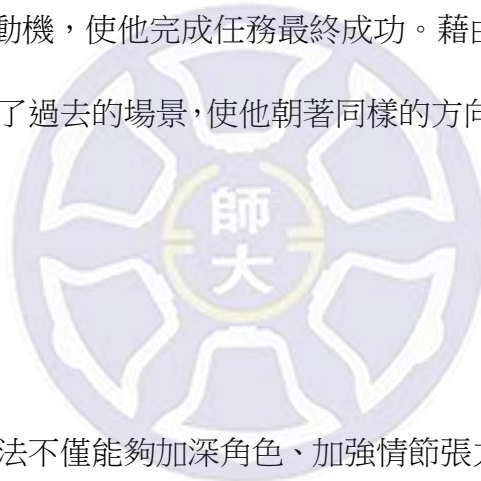 動機，使他完成任務最終成功。藉由
了過去的場景，使他朝著同樣的方向
師
大
法不僅能夠加深角色、加強情節張